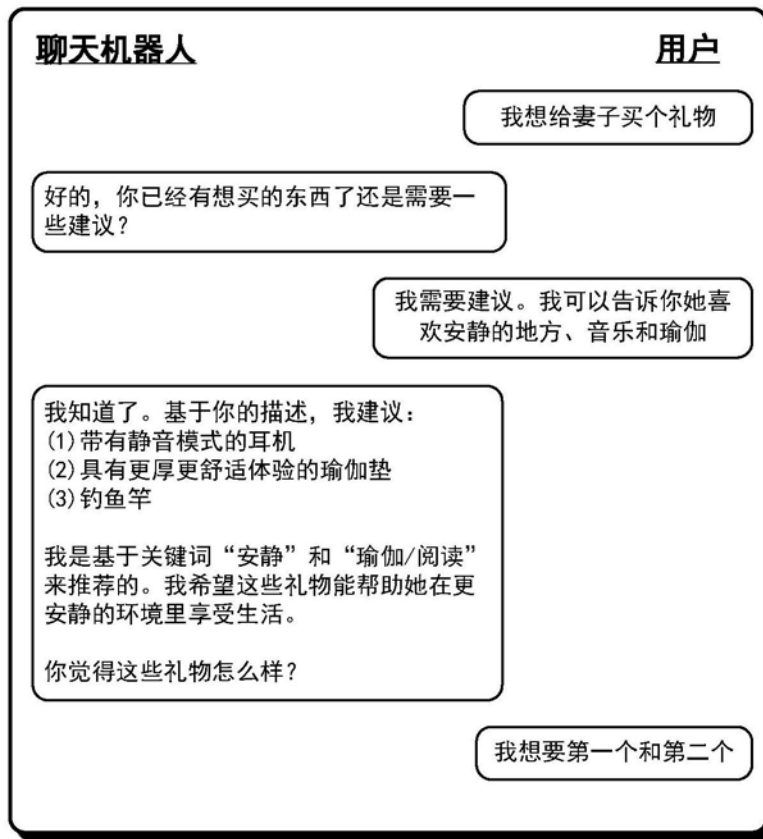 聊天机器人
用户
我想给妻子买个礼物
好的，你已经有想买的东西了还是需要一
些建议？
我需要建议。我可以告诉你她喜
欢安静的地方、音乐和瑜伽
我知道了。基于你的描述，我建议：
(1)带有静音模式的耳机
(2)具有更厚更舒适体验的瑜伽垫
(3)钓鱼竿
我是基于关键词“安静”和“瑜伽/阅读”
来推荐的。我希望这些礼物能帮助她在更
安静的环境里享受生活。
你觉得这些礼物怎么样？
我想要第一个和第二个